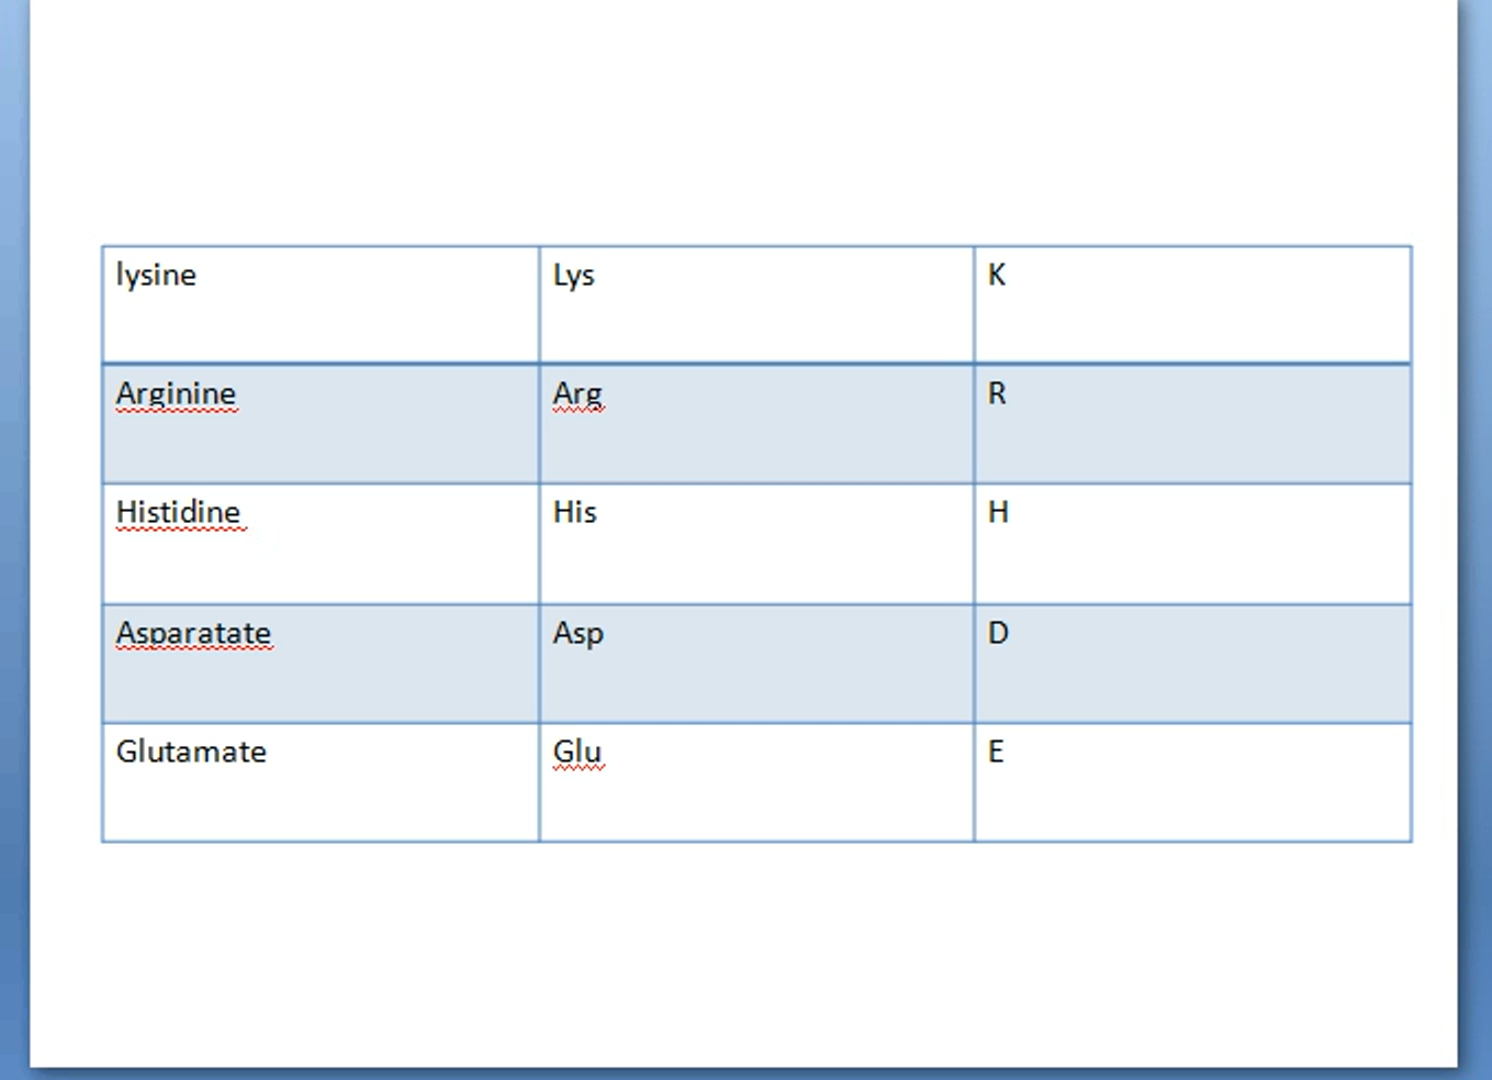 lysine Lys K
Arginine Arg R
Histidine His H
Asparatate Asp D
Glutamate Glu E